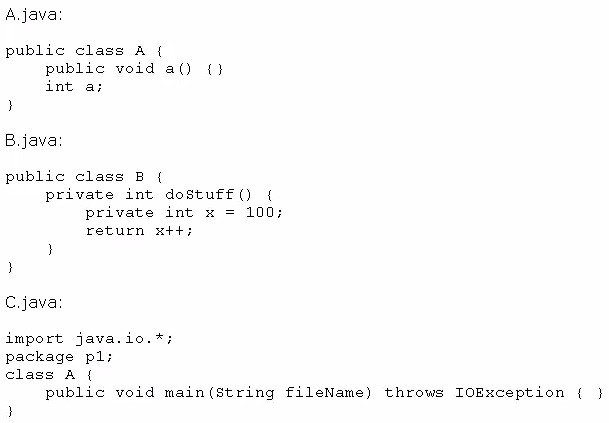 A.java:
public class A {
    public void a() {}
    int a;
}
B.java:
public class B {
    private int doStuff() {
        private int x = 100;
        return x++;
    }
}
C.java:
import java.io.*;
package p1;
class A {
    public void main(String fileName) throws IOException { }
}